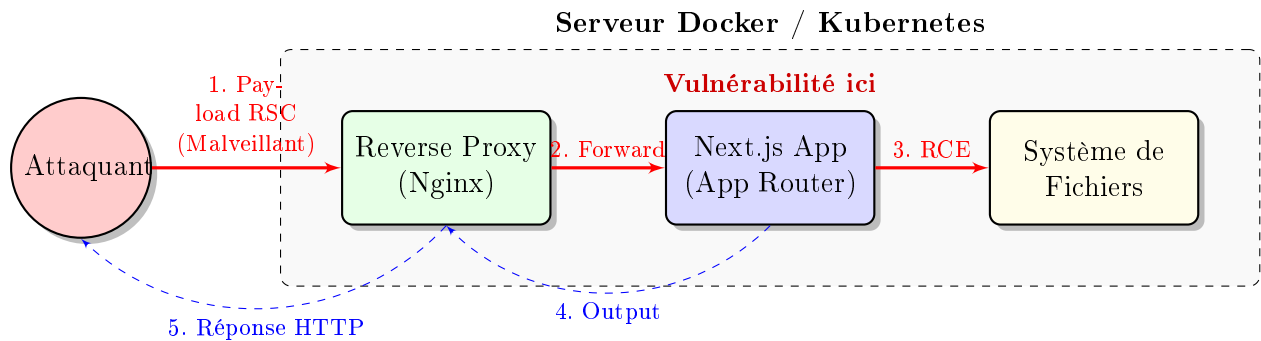 Serveur Docker / Kubernetes
Vulnérabilité ici
1. Pay-
load RSC
(Malveillant)
Attaquant
Reverse Proxy
(Nginx)
2. Forward
Next.js App
(App Router)
3. RCE
Système de
Fichiers
4. Output
5. Réponse HTTP